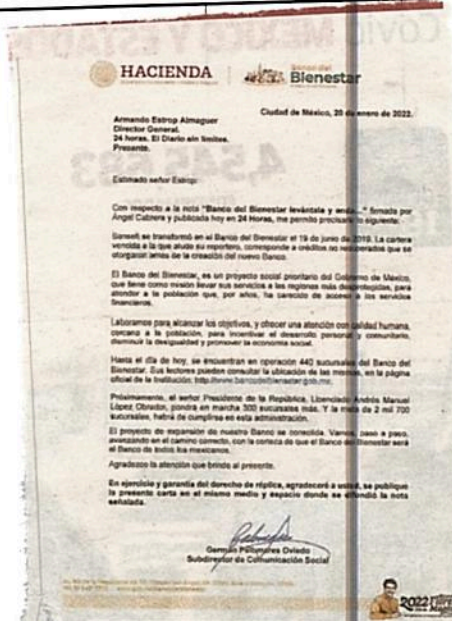 HACIENDA
Bienestar
Ciudad de México, 20 de enero de 2022.
Armando Estrop Almaguer
Director General.
24 horas. El Diario sin límites.
Presente.
Estimado señor Estrop:
Con respecto a la nota "Banco del Bienestar levántala y anda..." firmada por
Ángel Cabrera y publicada hoy en 24 Horas, me permito precisarle lo siguiente:
Bansefi se transformó en el Banco del Bienestar el 19 de junio de 2019. La cartera
vencida a la que alude su reportero, corresponde a créditos no recuperados que se
otorgaron antes de la creación del nuevo Banco.
El Banco del Bienestar, es un proyecto social prioritario del Gobierno de México,
que tiene como misión llevar sus servicios a las regiones más desprotegidas, para
atender a la población que, por años, ha carecido de acceso a los servicios
financieros.
Laboramos para alcanzar los objetivos, y ofrecer una atención con calidad humana,
cercana a la población, para incentivar el desarrollo personal y comunitario,
disminuir la desigualdad y promover la economía social.
Hasta el día de hoy, se encuentran en operación 440 sucursales del Banco del
Bienestar. Sus lectores pueden consultar la ubicación de las mismas, en la página
oficial de la Institución: http://www.bancodelbienestar.gob.mx.
Próximamente, el señor Presidente de la República, Licenciado Andrés Manuel
López Obrador, pondrá en marcha 500 sucursales más. Y la meta de 2 mil 700
sucursales, habrá de cumplirse en esta administración.
El proyecto de expansión de nuestro Banco se consolida. Vamos, paso a paso,
avanzando en el camino correcto, con la certeza de que el Banco del Bienestar será
el Banco de todos los mexicanos.
Agradezco la atención que brinde al presente.
En ejercicio y garantía del derecho de réplica, agradeceré a usted, se publique
la presente carta en el mismo medio y espacio donde se difundió la nota
señalada.
Germán Palomares Oviedo
Subdirector de Comunicación Social
2022 Flores
Magón